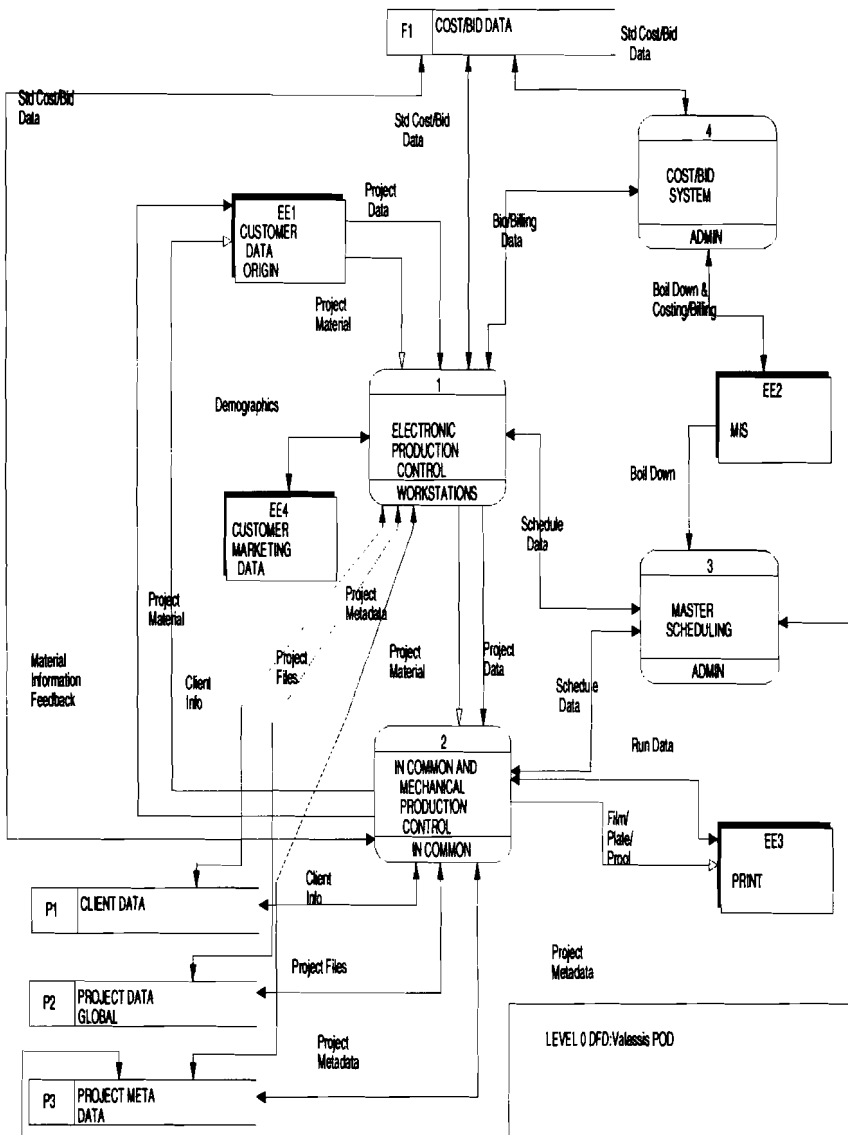 F1
COST/BID DATA
Std Cost/Bid
Data
Std Cost/Bid
Data
Std Cost/Bid
Data
4
COST/BID
SYSTEM
ADMIN
EE1
CUSTOMER
DATA
ORIGIN
Project
Data
Bid/Billing
Data
Project
Material
Boil Down &
Costing/Billing
1
ELECTRONIC
PRODUCTION
CONTROL
WORKSTATIONS
EE2
MIS
Demographics
Boil Down
EE4
CUSTOMER
MARKETING
DATA
Schedule
Data
3
MASTER
SCHEDULING
ADMIN
Project
Material
Project
Metadata
Project
Files
Project
Material
Project
Data
Material
Information
Feedback
Client
Info
Schedule
Data
2
IN COMMON AND
MECHANICAL
PRODUCTION
CONTROL
IN COMMON
Run Data
Film/
Plate/
Proof
EE3
PRINT
P1
CLIENT DATA
Client
Info
P2
PROJECT DATA
GLOBAL
Project Files
Project
Metadata
P3
PROJECT META
DATA
Project
Metadata
LEVEL 0 DFD:Valassis POD